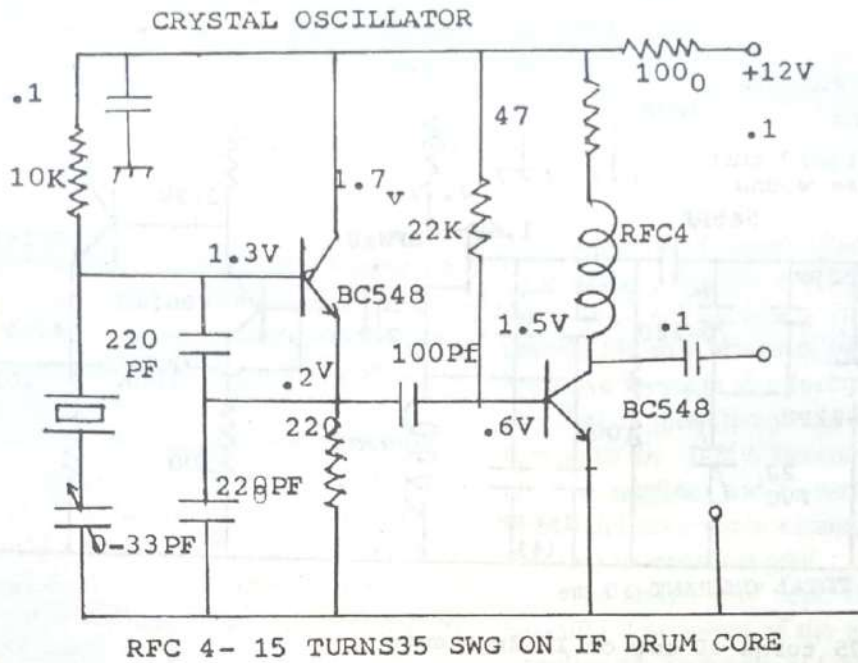 CRYSTAL OSCILLATOR
100
+12V
.1
47
.1
10K
1.7v
22K
RFC4
1.3V
BC548
1.5V
.1
220
PF
100Pf
.2V
BC548
220
.6V
220PF
0-33PF
RFC 4- 15 TURNS35 SWG ON IF DRUM CORE